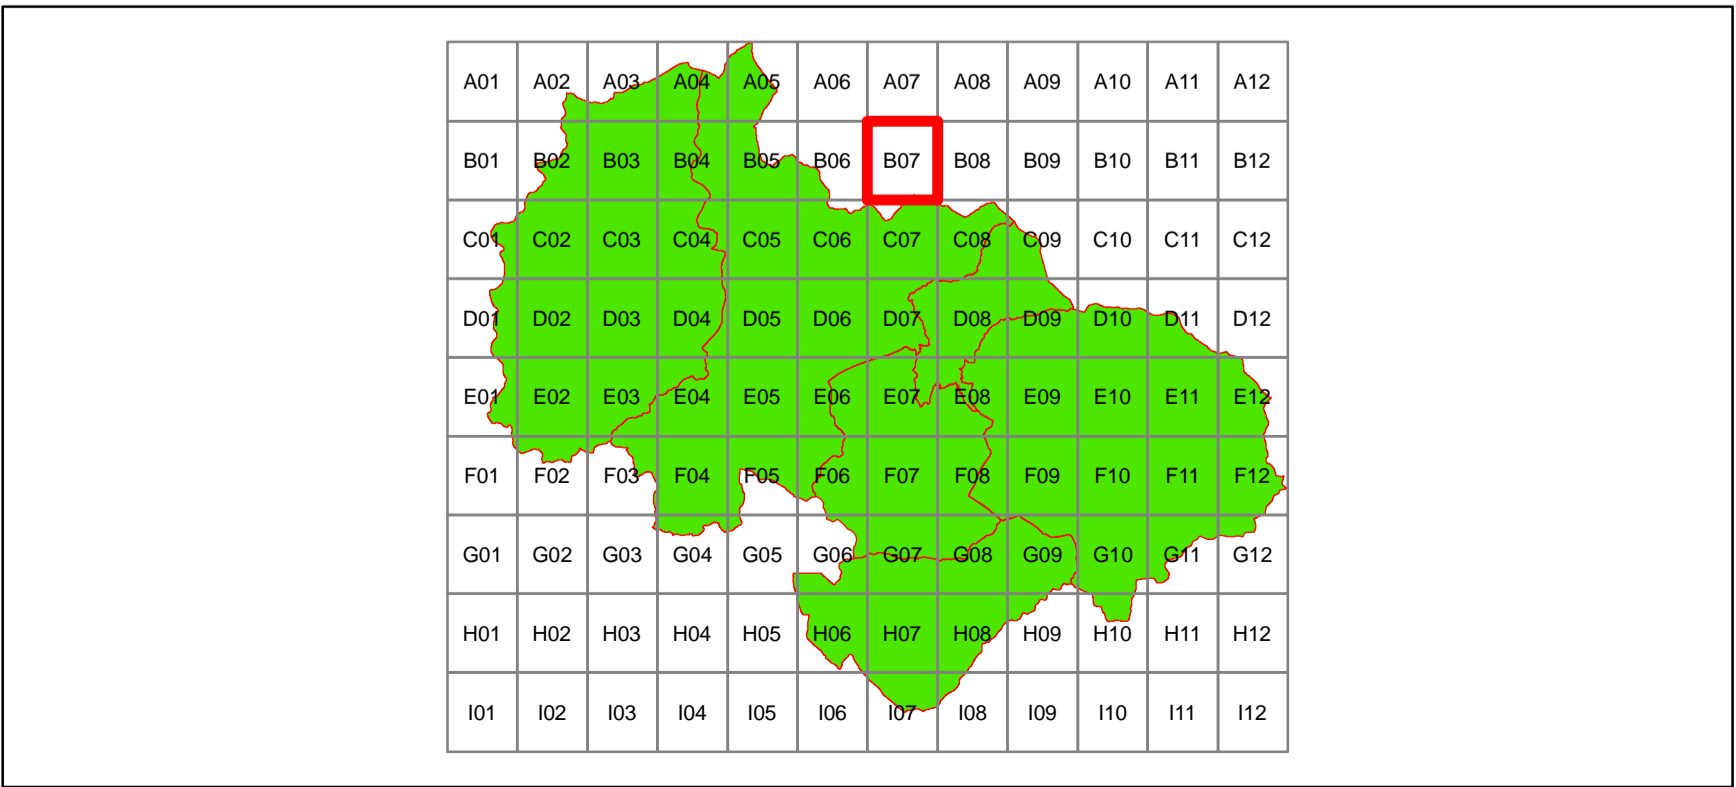 A01 A02 A03 A04 A05 A06 A07 A08 A09 A10 A11 A12
B01 B02 B03 B04 B05 B06 B07 B08 B09 B10 B11 B12
C01 C02 C03 C04 C05 C06 C07 C08 C09 C10 C11 C12
D01 D02 D03 D04 D05 D06 D07 D08 D09 D10 D11 D12
E01 E02 E03 E04 E05 E06 E07 E08 E09 E10 E11 E12
F01 F02 F03 F04 F05 F06 F07 F08 F09 F10 F11 F12
G01 G02 G03 G04 G05 G06 G07 G08 G09 G10 G11 G12
H01 H02 H03 H04 H05 H06 H07 H08 H09 H10 H11 H12
I01 I02 I03 I04 I05 I06 I07 I08 I09 I10 I11 I12